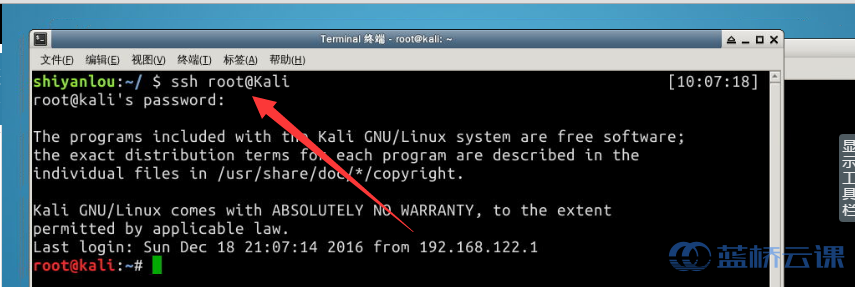 Terminal 终端 - root@kali: ~
文件(F) 编辑(E) 视图(V) 终端(T) 标签(A) 帮助(H)
shiyanlou:~/ $ ssh root@Kali [10:07:18]
root@kali's password:
The programs included with the Kali GNU/Linux system are free software;
the exact distribution terms for each program are described in the
individual files in /usr/share/doc/*/copyright.
Kali GNU/Linux comes with ABSOLUTELY NO WARRANTY, to the extent
permitted by applicable law.
Last login: Sun Dec 18 21:07:14 2016 from 192.168.122.1
root@kali:~#
显示工具栏
蓝桥云课